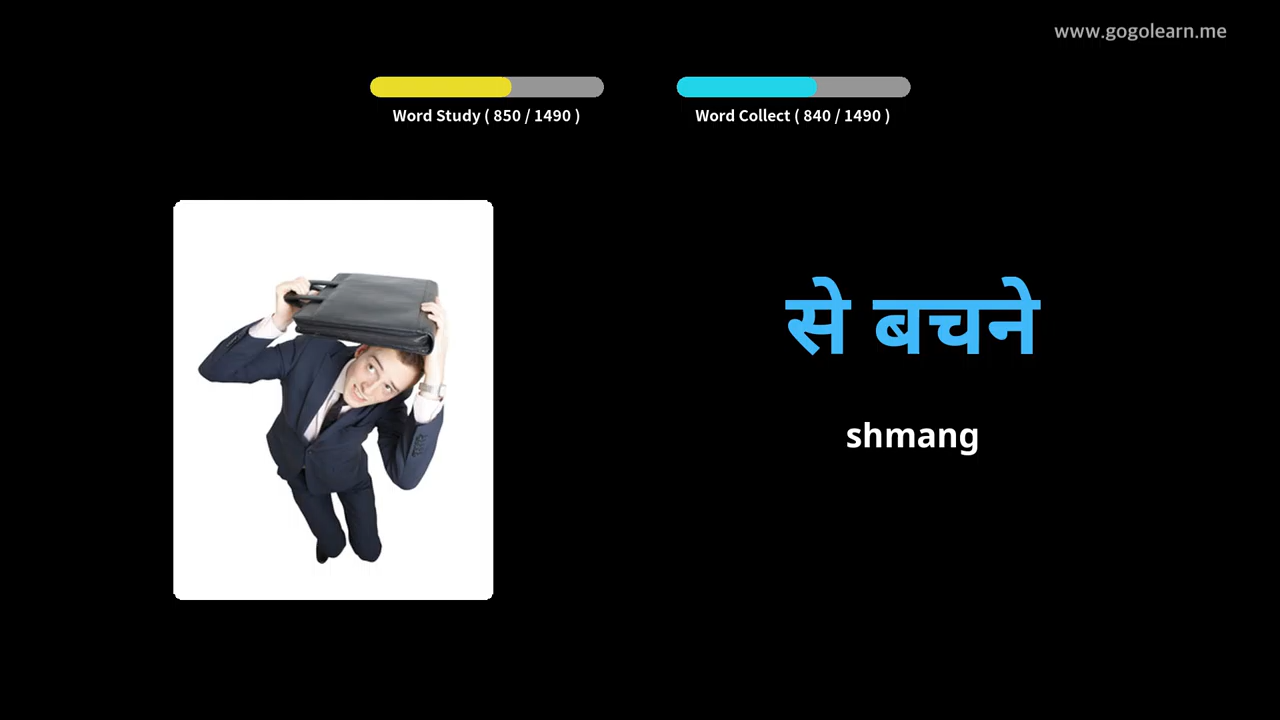 www.gogolearn.me
Word Study ( 850 / 1490 )
Word Collect ( 840 / 1490 )
से बचने
shmang